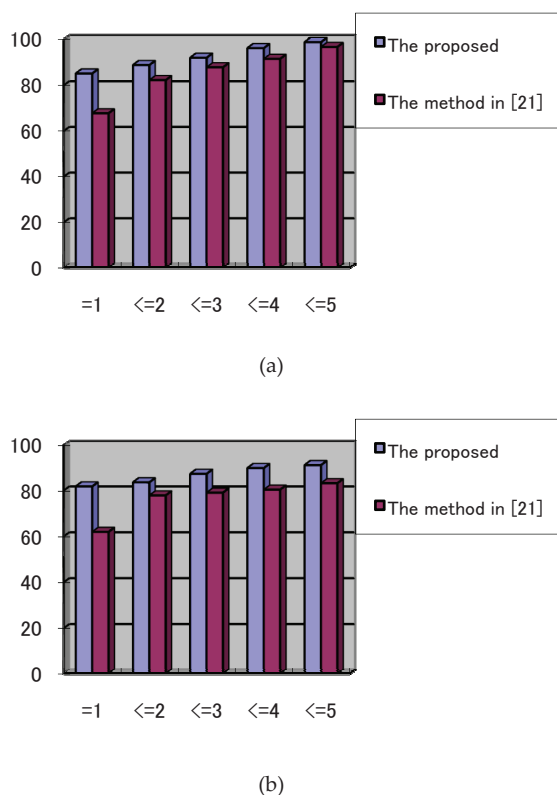 100
80
60
40
20
0
=1 <=2 <=3 <=4 <=5
The proposed
The method in [21]
(a)
100
80
60
40
20
0
=1 <=2 <=3 <=4 <=5
The proposed
The method in [21]
(b)